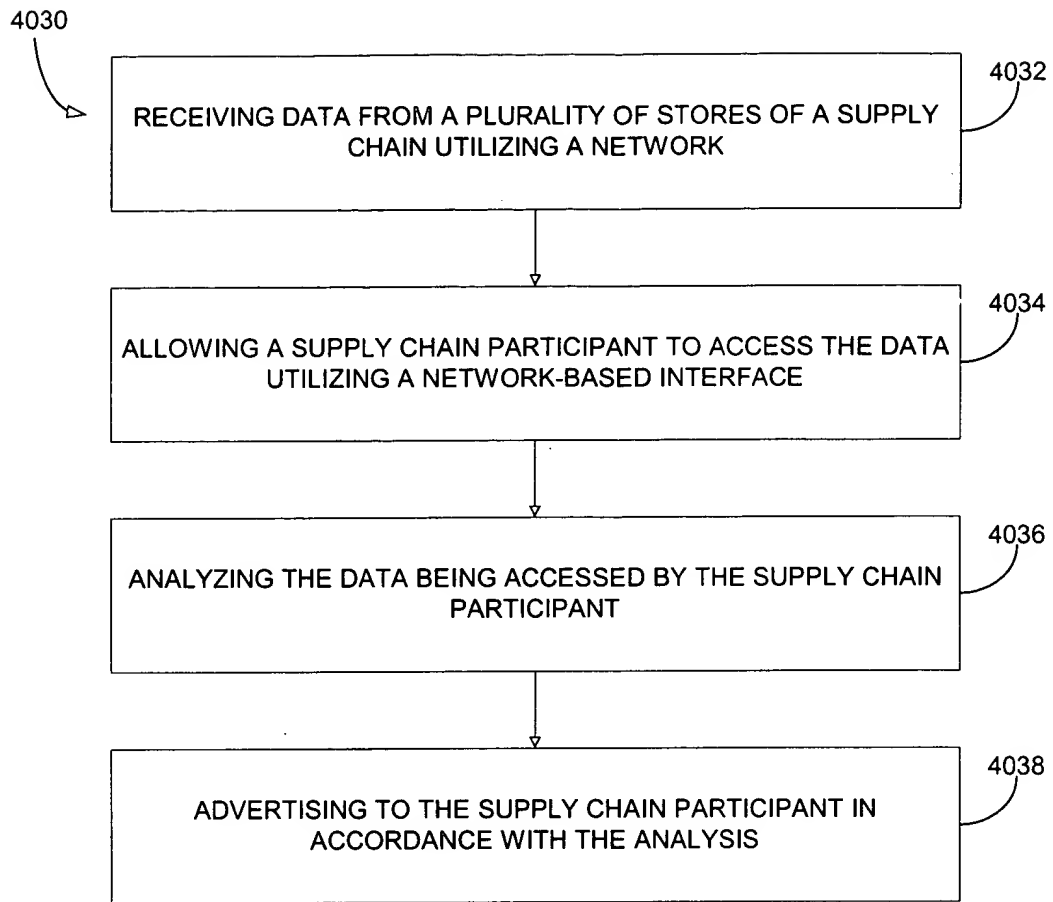 4030
4032
RECEIVING DATA FROM A PLURALITY OF STORES OF A SUPPLY
CHAIN UTILIZING A NETWORK
4034
ALLOWING A SUPPLY CHAIN PARTICIPANT TO ACCESS THE DATA
UTILIZING A NETWORK-BASED INTERFACE
4036
ANALYZING THE DATA BEING ACCESSED BY THE SUPPLY CHAIN
PARTICIPANT
4038
ADVERTISING TO THE SUPPLY CHAIN PARTICIPANT IN
ACCORDANCE WITH THE ANALYSIS